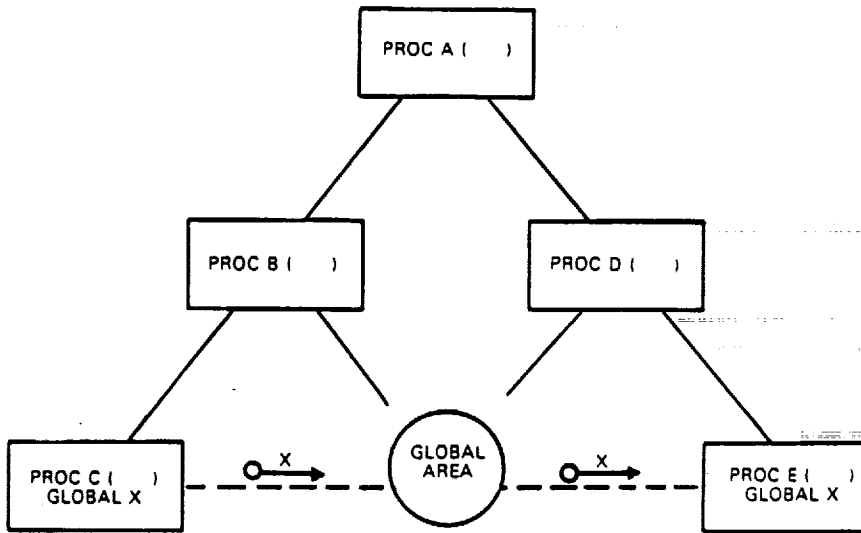 PROC A ( )
PROC B ( )
PROC D ( )
PROC C ( )
GLOBAL X
X
GLOBAL
AREA
X
PROC E ( )
GLOBAL X